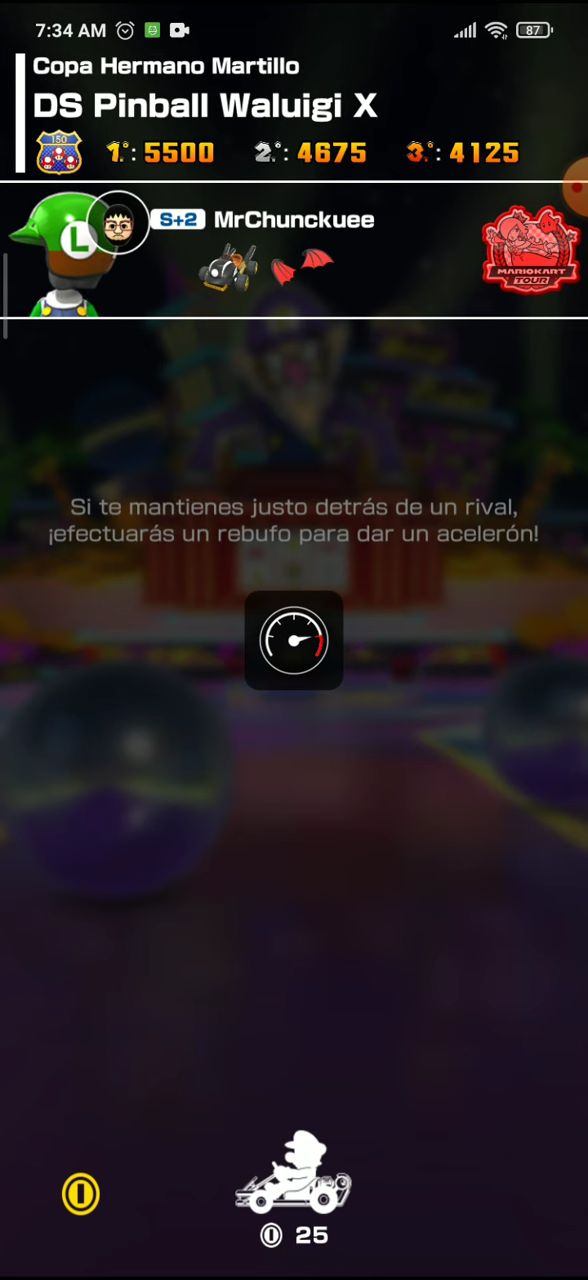 7:34 AM 87
Copa Hermano Martillo
DS Pinball Waluigi X
150 1.º: 5500 2.º: 4675 3.º: 4125
L S+2 MrChunckuee
MARIOKART
TOUR
Si te mantienes justo detrás de un rival,
¡efectuarás un rebufo para dar un acelerón!
25